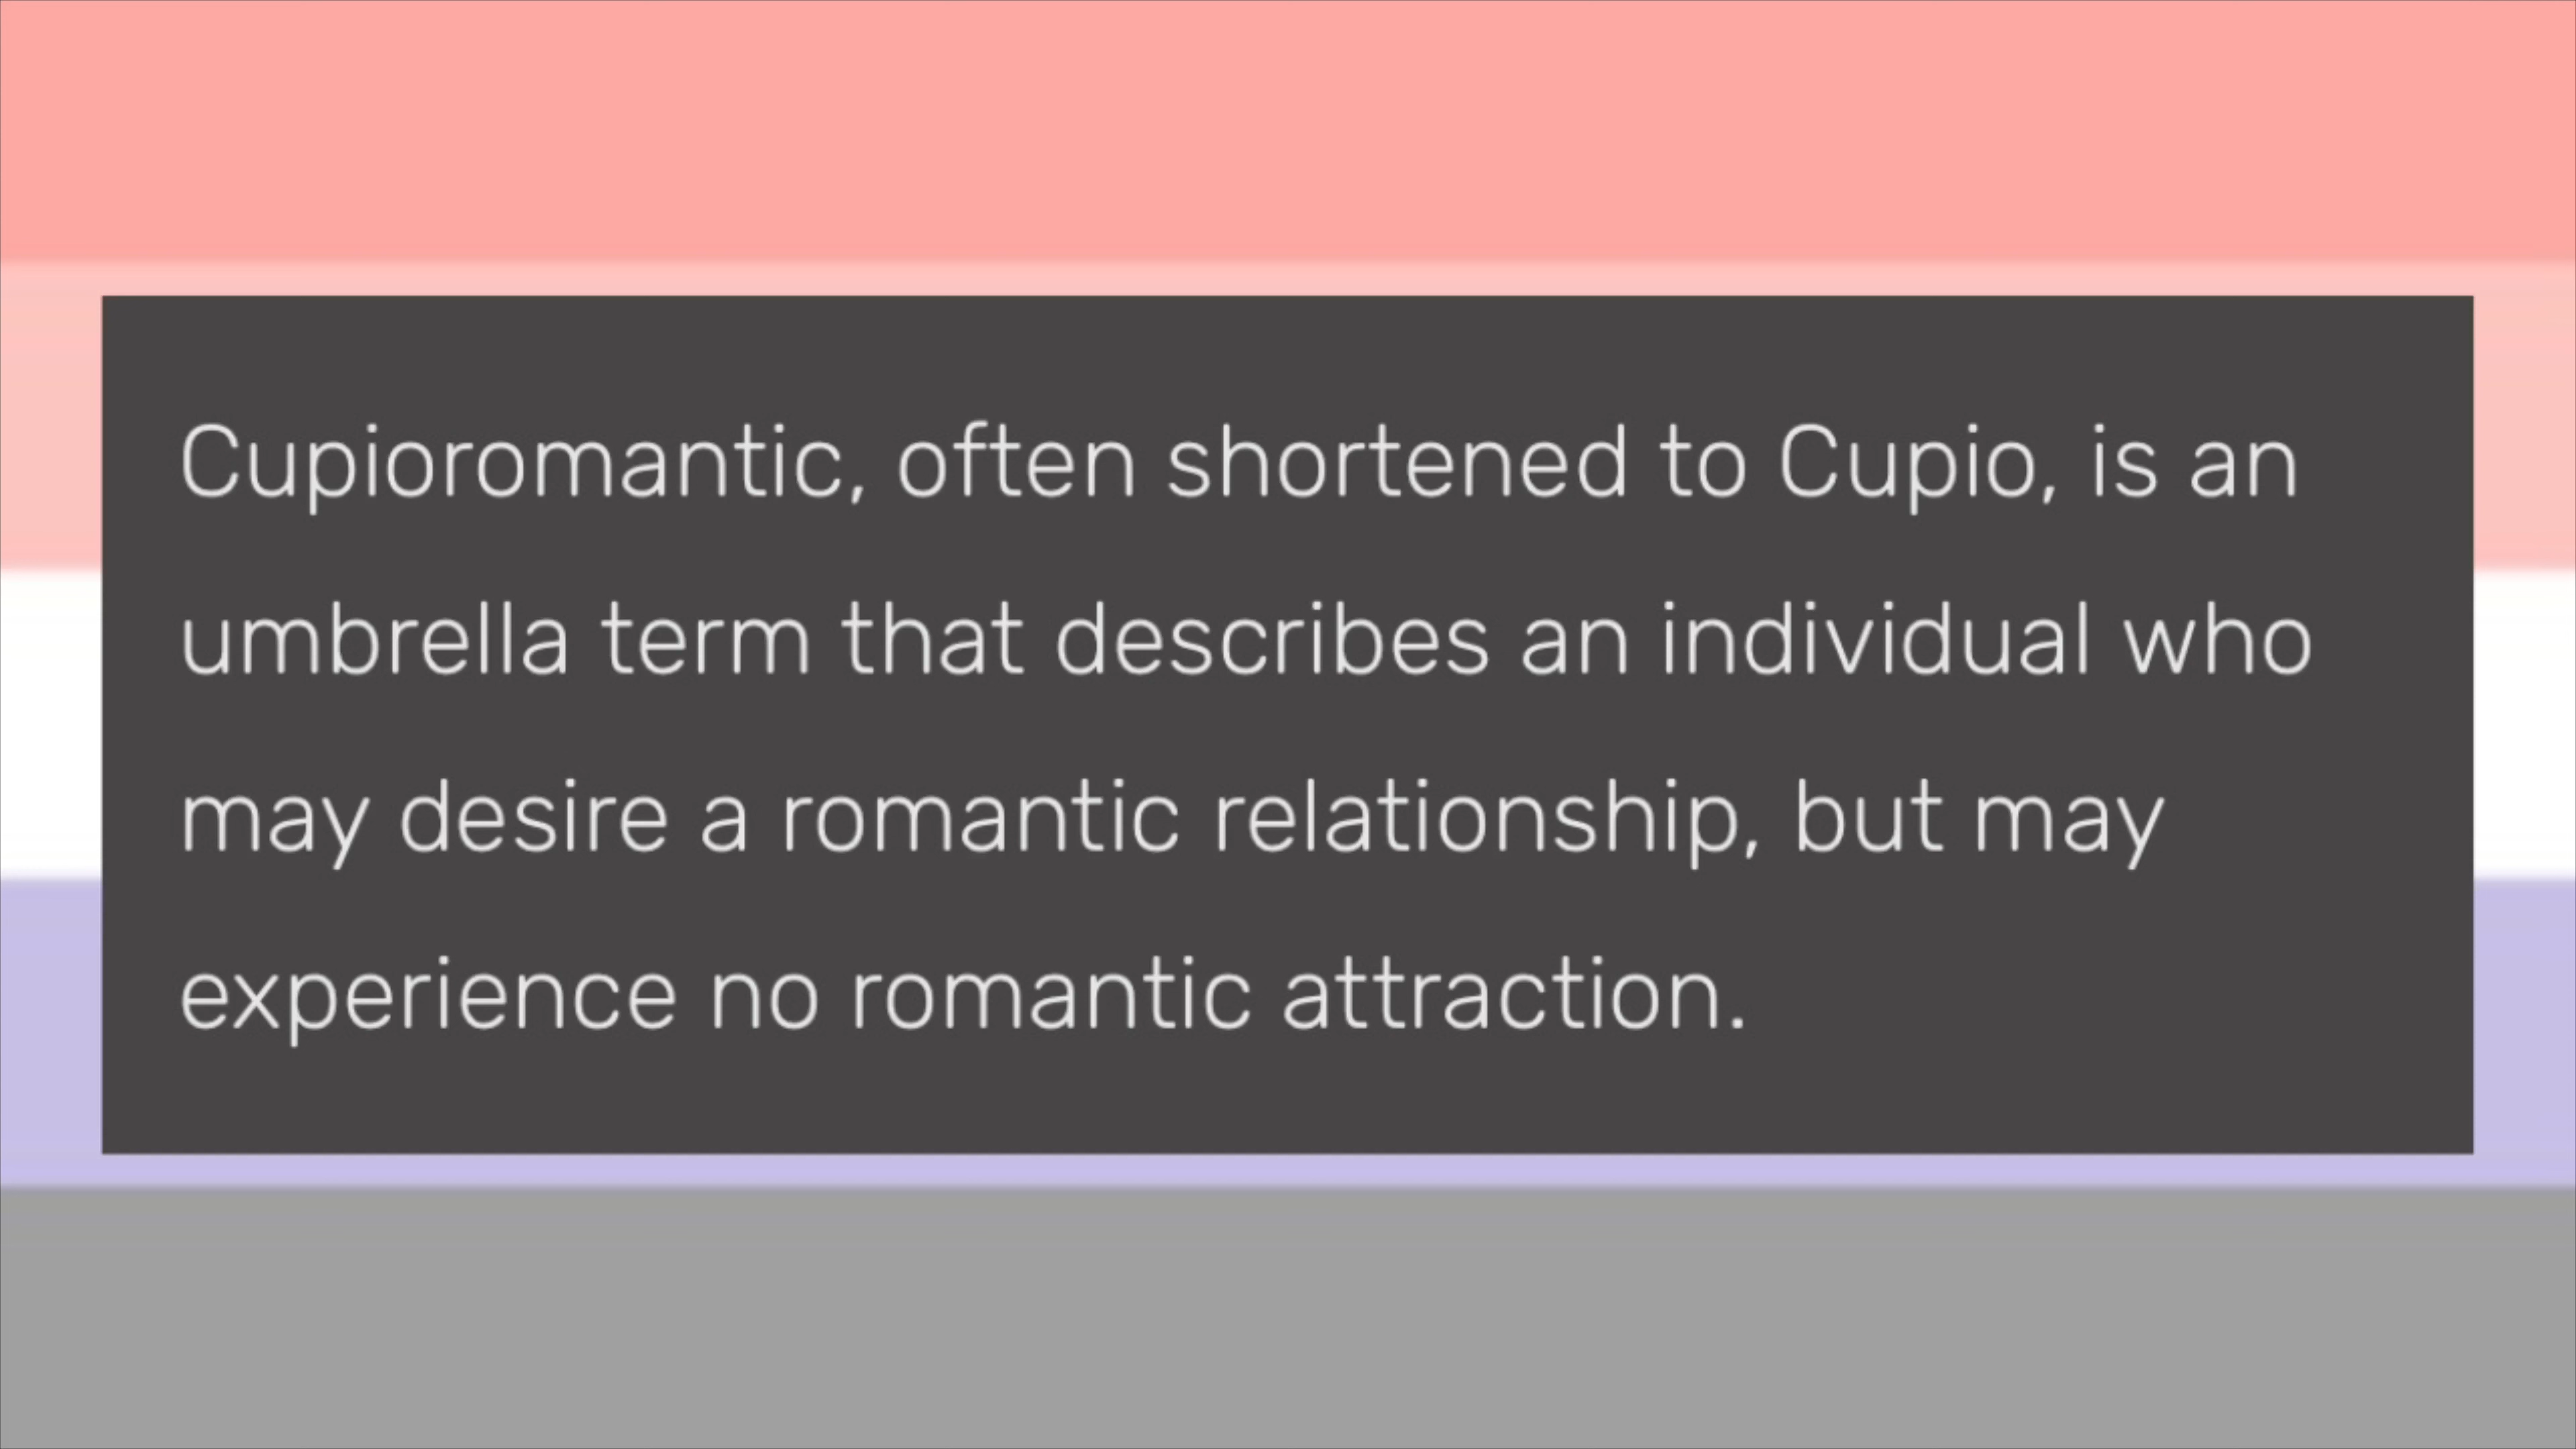 Cupioromantic, often shortened to Cupio, is an
umbrella term that describes an individual who
may desire a romantic relationship, but may
experience no romantic attraction.